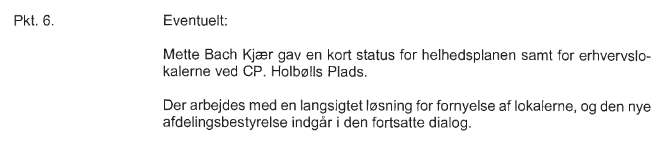 Pkt. 6. Eventuelt:
Mette Bach Kjær gav en kort status for helhedsplanen samt for erhvervslo-
kalerne ved CP. Holbølls Plads.
Der arbejdes med en langsigtet løsning for fornyelse af lokalerne, og den nye
afdelingsbestyrelse indgår i den fortsatte dialog.